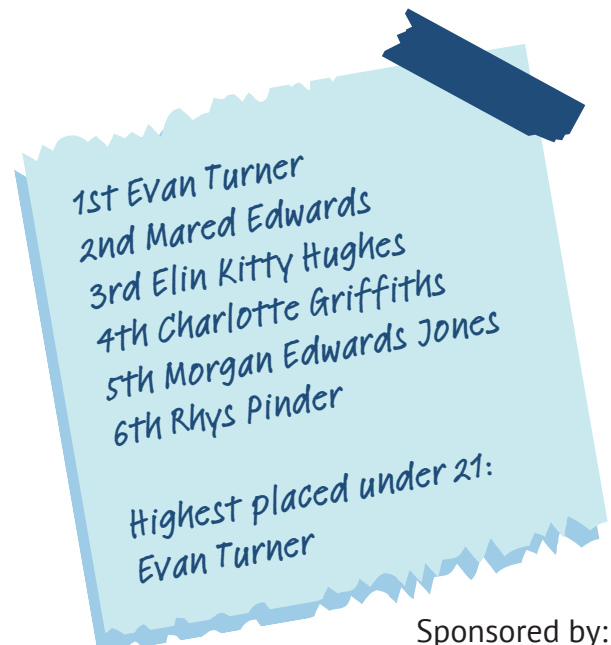 1st Evan Turner
2nd Mared Edwards
3rd Elin Kitty Hughes
4th Charlotte Griffiths
5th Morgan Edwards Jones
6th Rhys Pinder
Highest placed under 21:
Evan Turner
Sponsored by: